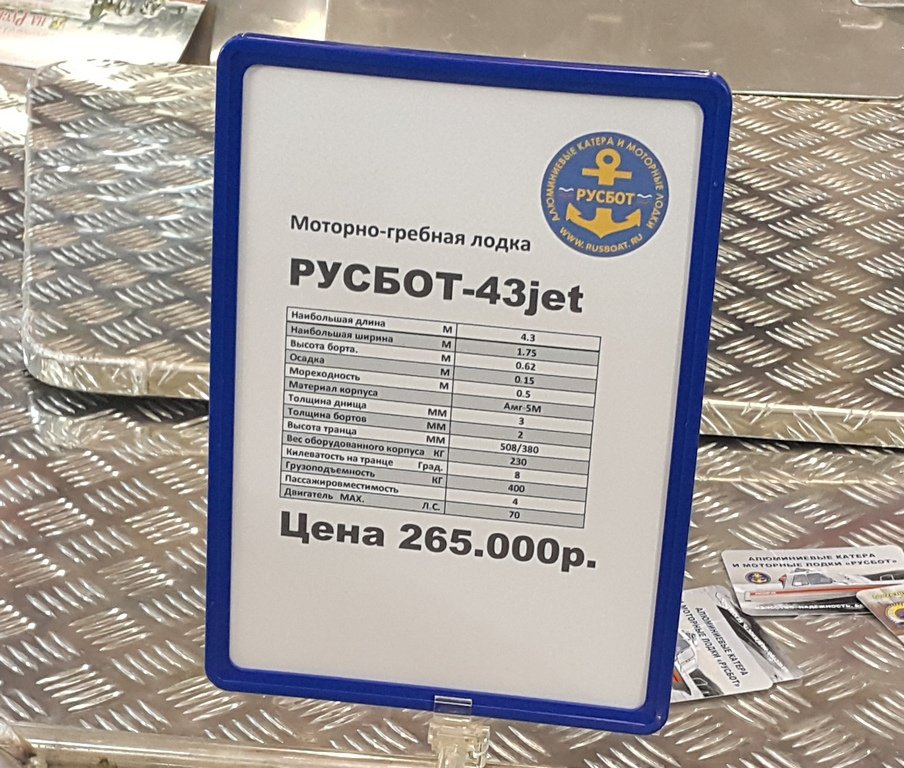 АЛЮМИНИЕВЫЕ КАТЕРА И МОТОРНЫЕ ЛОДКИ
РУСБОТ
WWW.RUSBOAT.RU
Моторно-гребная лодка
РУСБОТ-43jet
Наибольшая длина М 4.3
Наибольшая ширина М 1.75
Высота борта. М 0.62
Осадка М 0.15
Мореходность М 0.5
Материал корпуса Амг-5М
Толщина днища ММ 3
Толщина бортов ММ 2
Высота транца ММ 508/380
Вес оборудованного корпуса КГ 230
Килеватость на транце Град. 8
Грузоподъемность КГ 400
Пассажировместимость 4
Двигатель MAX. Л.С. 70
Цена 265.000р.
АЛЮМИНИЕВЫЕ КАТЕРА
И МОТОРНЫЕ ЛОДКИ «РУСБОТ»
АЛЮМИНИЕВЫЕ КАТЕРА
МОТОРНЫЕ ЛОДКИ «РУСБОТ»